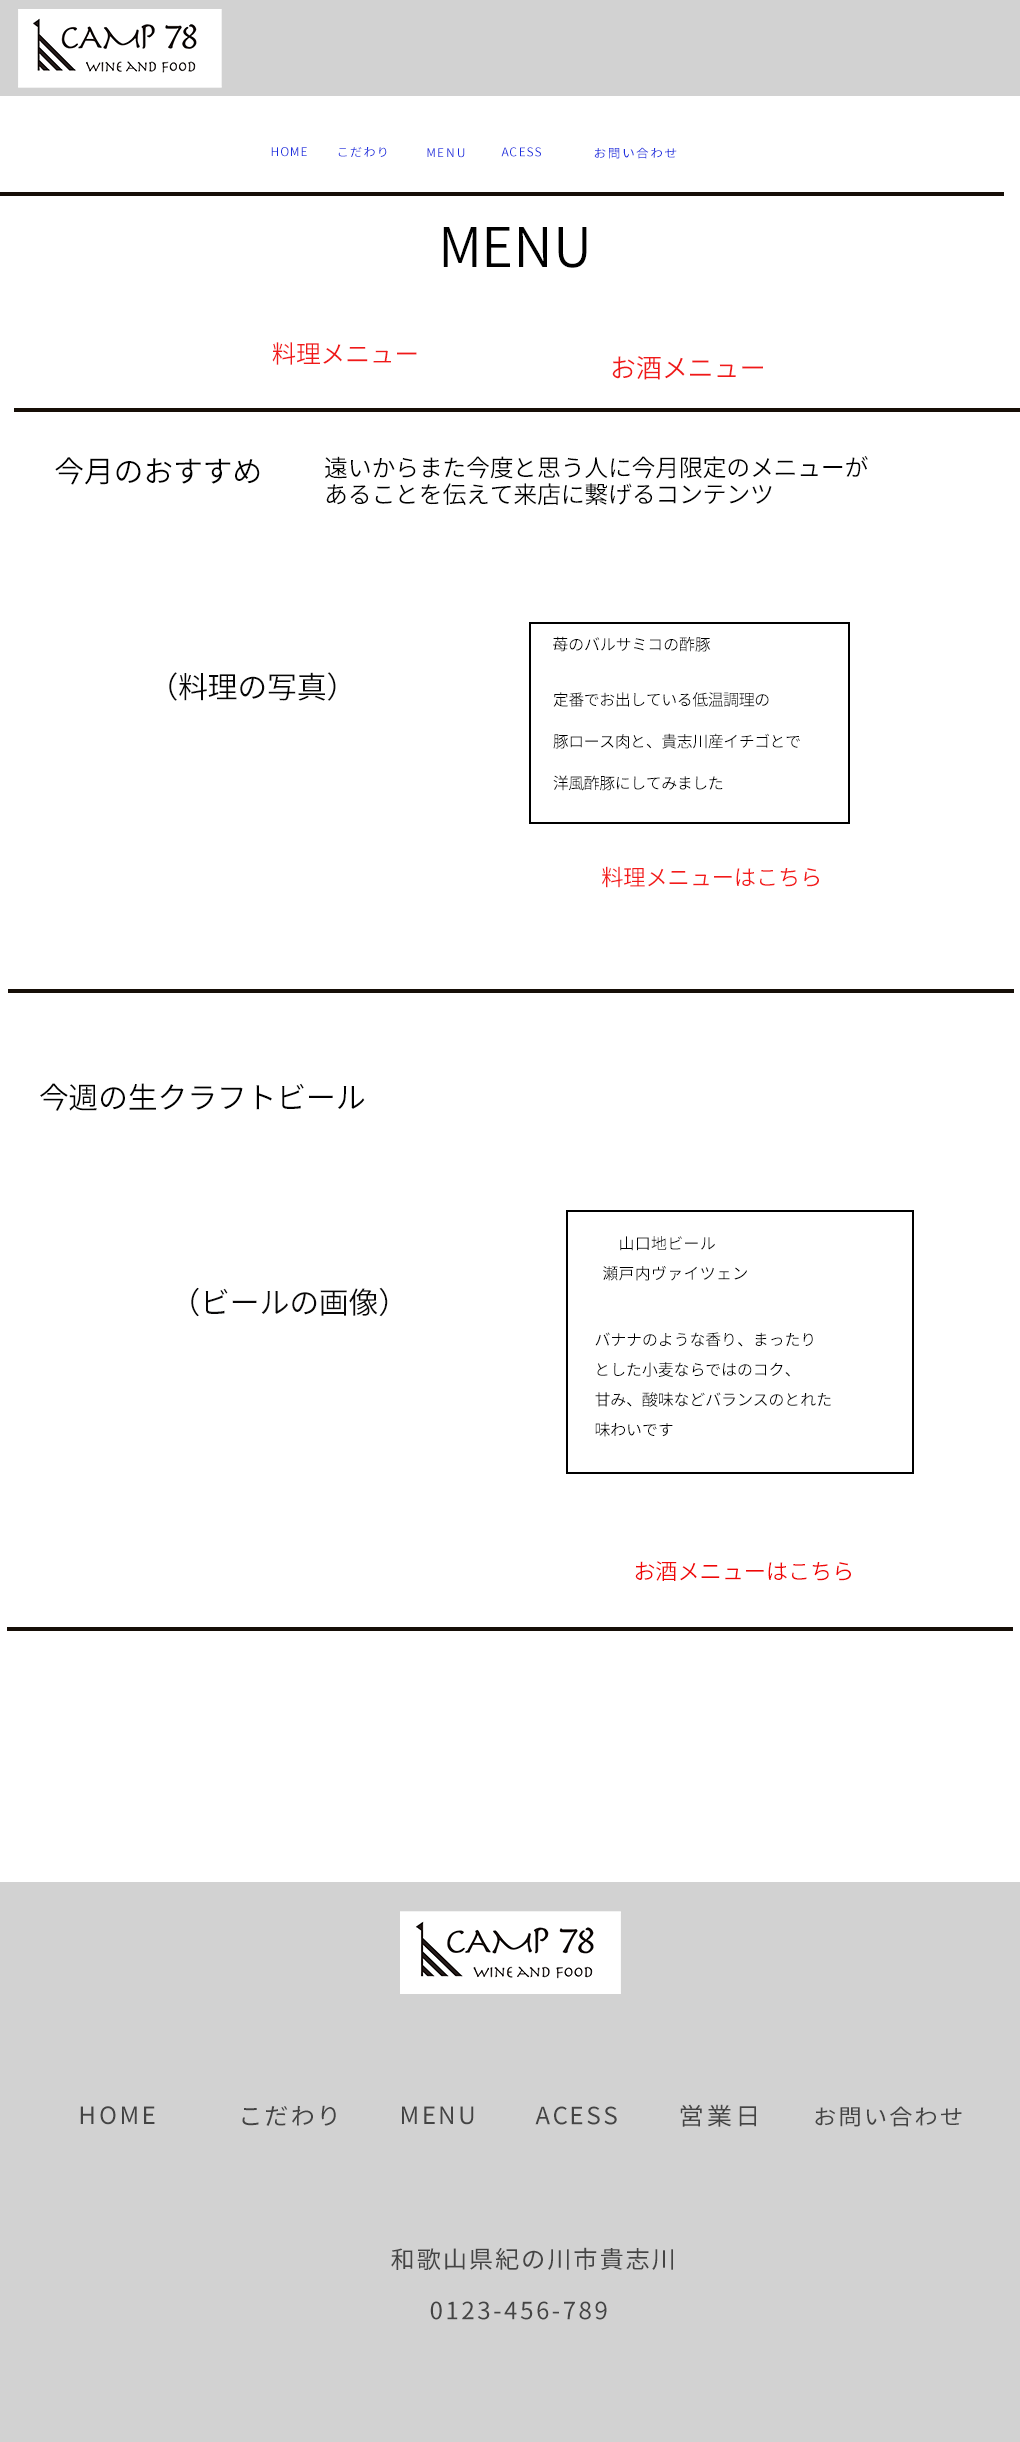 CAMP 78
WINE AND FOOD
HOME こだわり MENU ACESS お問い合わせ
MENU
料理メニュー
お酒メニュー
今月のおすすめ
遠いからまた今度と思う人に今月限定のメニューが
あることを伝えて来店に繋げるコンテンツ
（料理の写真）
苺のバルサミコの酢豚
定番でお出している低温調理の
豚ロース肉と、貴志川産イチゴとで
洋風酢豚にしてみました
料理メニューはこちら
今週の生クラフトビール
（ビールの画像）
山口地ビール
瀬戸内ヴァイツェン
バナナのような香り、まったり
とした小麦ならではのコク、
甘み、酸味などバランスのとれた
味わいです
お酒メニューはこちら
CAMP 78
WINE AND FOOD
HOME こだわり MENU ACESS 営業日 お問い合わせ
和歌山県紀の川市貴志川
0123-456-789